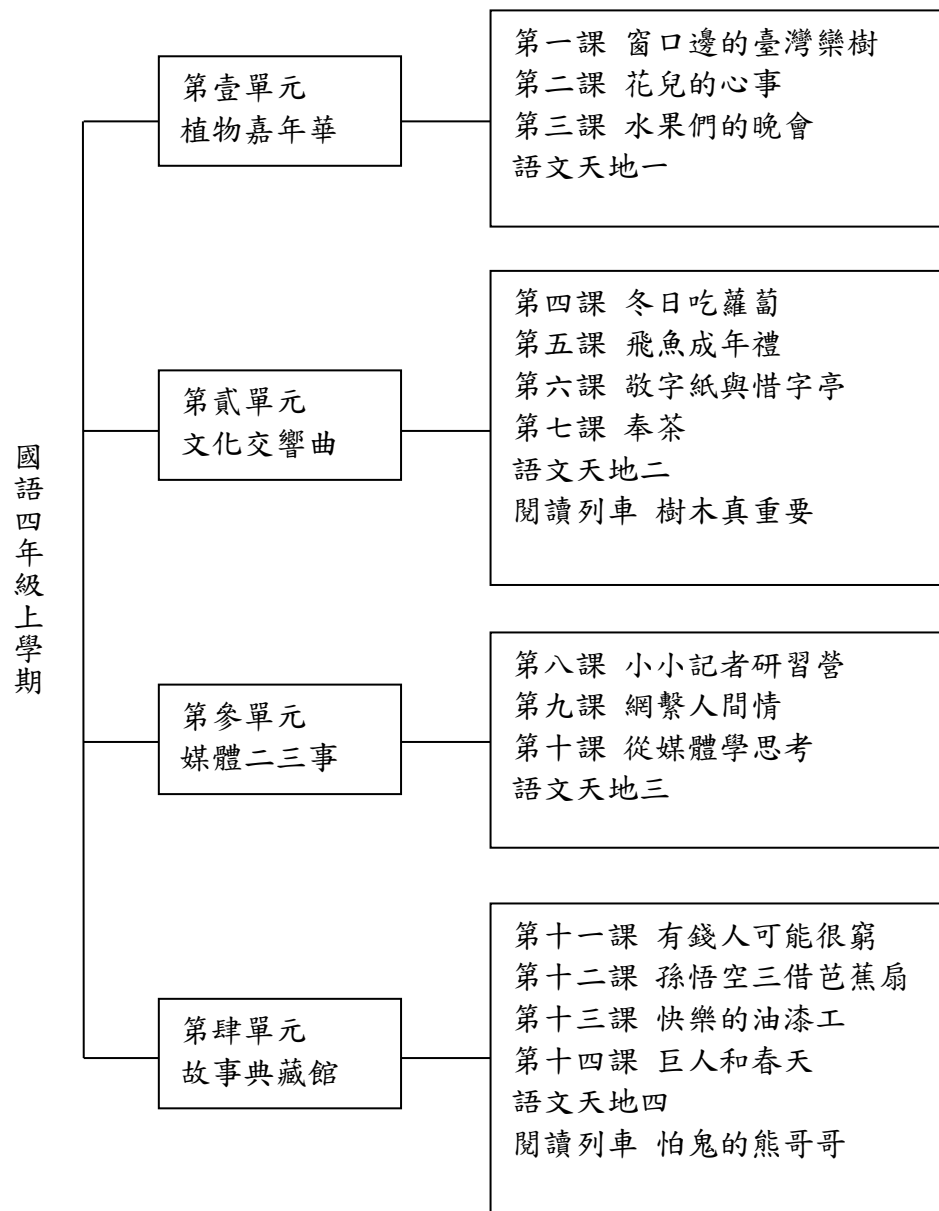 國語四年級上學期
第壹單元
植物嘉年華
第一課 窗口邊的臺灣欒樹
第二課 花兒的心事
第三課 水果們的晚會
語文天地一
第貳單元
文化交響曲
第四課 冬日吃蘿蔔
第五課 飛魚成年禮
第六課 敬字紙與惜字亭
第七課 奉茶
語文天地二
閱讀列車 樹木真重要
第參單元
媒體二三事
第八課 小小記者研習營
第九課 網繫人間情
第十課 從媒體學思考
語文天地三
第肆單元
故事典藏館
第十一課 有錢人可能很窮
第十二課 孫悟空三借芭蕉扇
第十三課 快樂的油漆工
第十四課 巨人和春天
語文天地四
閱讀列車 怕鬼的熊哥哥